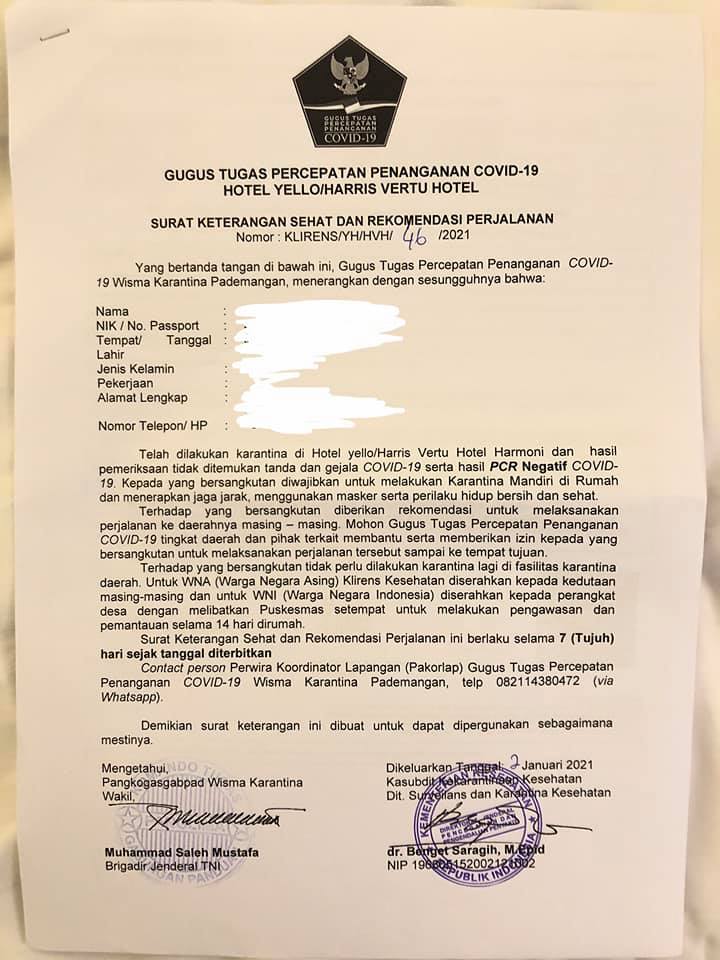 GUGUS TUGAS
PERCEPATAN
PENANGANAN
COVID-19
GUGUS TUGAS PERCEPATAN PENANGANAN COVID-19
HOTEL YELLO/HARRIS VERTU HOTEL
SURAT KETERANGAN SEHAT DAN REKOMENDASI PERJALANAN
Nomor : KLIRENS/YH/HVH/ 46 /2021
Yang bertanda tangan di bawah ini, Gugus Tugas Percepatan Penanganan COVID-
19 Wisma Karantina Pademangan, menerangkan dengan sesungguhnya bahwa:
Nama :
NIK / No. Passport :
Tempat/ Tanggal :
Lahir
Jenis Kelamin :
Pekerjaan :
Alamat Lengkap :
Nomor Telepon/ HP :
Telah dilakukan karantina di Hotel yello/Harris Vertu Hotel Harmoni dan hasil
pemeriksaan tidak ditemukan tanda dan gejala COVID-19 serta hasil PCR Negatif COVID-
19. Kepada yang bersangkutan diwajibkan untuk melakukan Karantina Mandiri di Rumah
dan menerapkan jaga jarak, menggunakan masker serta perilaku hidup bersih dan sehat.
Terhadap yang bersangkutan diberikan rekomendasi untuk melaksanakan
perjalanan ke daerahnya masing – masing. Mohon Gugus Tugas Percepatan Penanganan
COVID-19 tingkat daerah dan pihak terkait membantu serta memberikan izin kepada yang
bersangkutan untuk melaksanakan perjalanan tersebut sampai ke tempat tujuan.
Terhadap yang bersangkutan tidak perlu dilakukan karantina lagi di fasilitas karantina
daerah. Untuk WNA (Warga Negara Asing) Klirens Kesehatan diserahkan kepada kedutaan
masing-masing dan untuk WNI (Warga Negara Indonesia) diserahkan kepada perangkat
desa dengan melibatkan Puskesmas setempat untuk melakukan pengawasan dan
pemantauan selama 14 hari dirumah.
Surat Keterangan Sehat dan Rekomendasi Perjalanan ini berlaku selama 7 (Tujuh)
hari sejak tanggal diterbitkan
Contact person Perwira Koordinator Lapangan (Pakorlap) Gugus Tugas Percepatan
Penanganan COVID-19 Wisma Karantina Pademangan, telp 082114380472 (via
Whatsapp).
Demikian surat keterangan ini dibuat untuk dapat dipergunakan sebagaimana
mestinya.
Mengetahui,
Pangkogasgabpad Wisma Karantina
Wakil,
Muhammad Saleh Mustafa
Brigadir Jenderal TNI
Dikeluarkan Tanggal: 2 Januari 2021
Kasubdit Kekarantinaan Kesehatan
Dit. Surveilans dan Karantina Kesehatan
KEMENTERIAN KESEHATAN
DIREKTORAT JENDERAL
PENCEGAHAN DAN
PENGENDALIAN PENYAKIT
REPUBLIK INDONESIA
dr. Benget Saragih, M.Epid
NIP